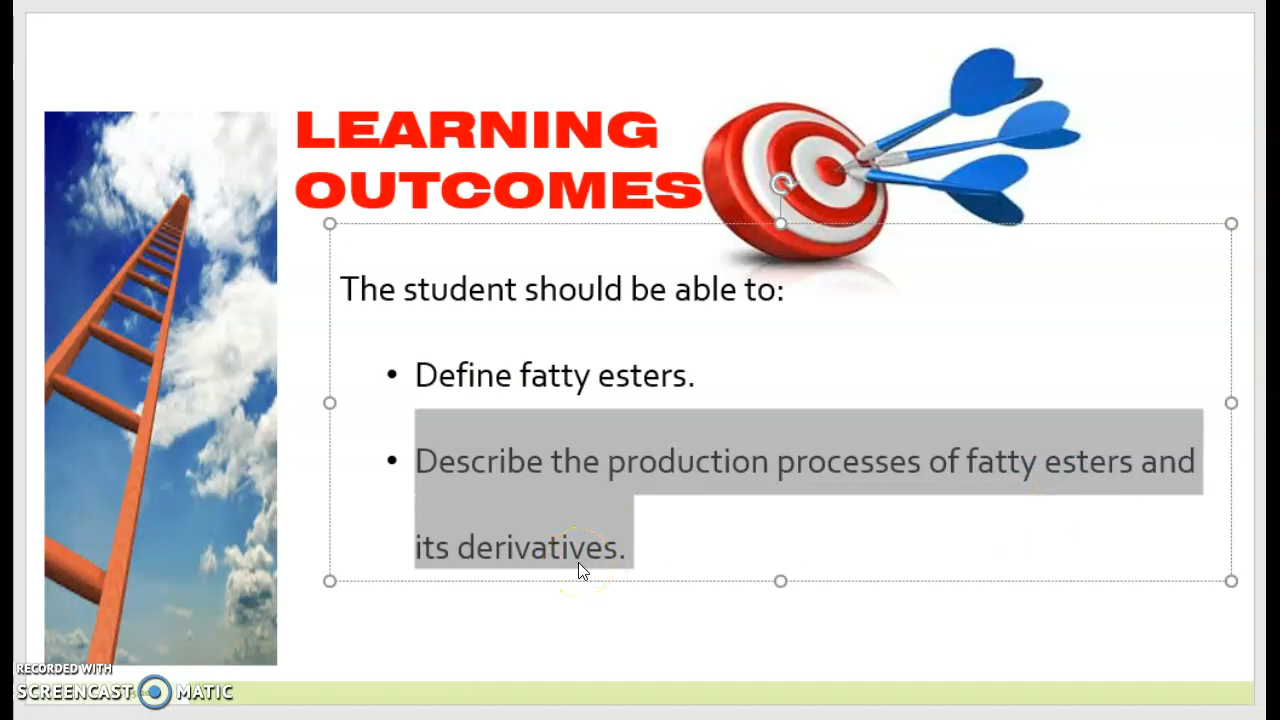 LEARNING
OUTCOMES
The student should be able to:
• Define fatty esters.
• Describe the production processes of fatty esters and
its derivatives.
RECORDED WITH
SCREENCAST MATIC